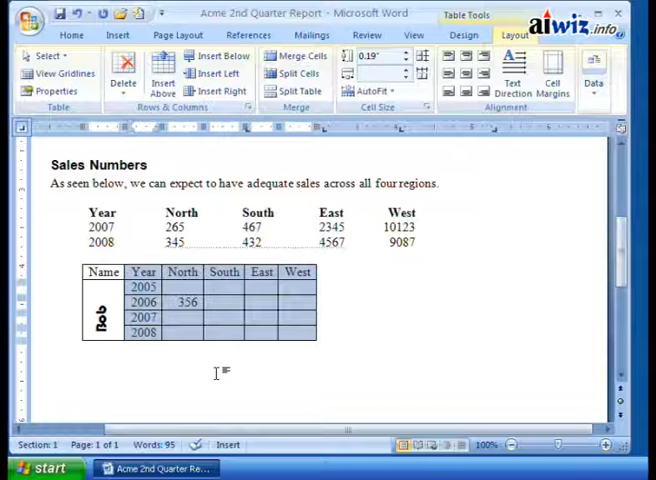 Acme 2nd Quarter Report - Microsoft Word
Table Tools
aiwiz.info
Home Insert Page Layout References Mailings Review View Design Layout
Select
View Gridlines
Properties
Table
Delete
Insert Above
Insert Below
Insert Left
Insert Right
Rows & Columns
Merge Cells
Split Cells
Split Table
Merge
0.19"
AutoFit
Cell Size
Text Direction
Cell Margins
Alignment
Data
Sales Numbers
As seen below, we can expect to have adequate sales across all four regions.
Year North South East West
2007 265 467 2345 10123
2008 345 432 4567 9087
Name Year North South East West
2005
2006 356
2007
2008
Bob
Section: 1 Page: 1 of 1 Words: 95 Insert 100%
start Acme 2nd Quarter Re...